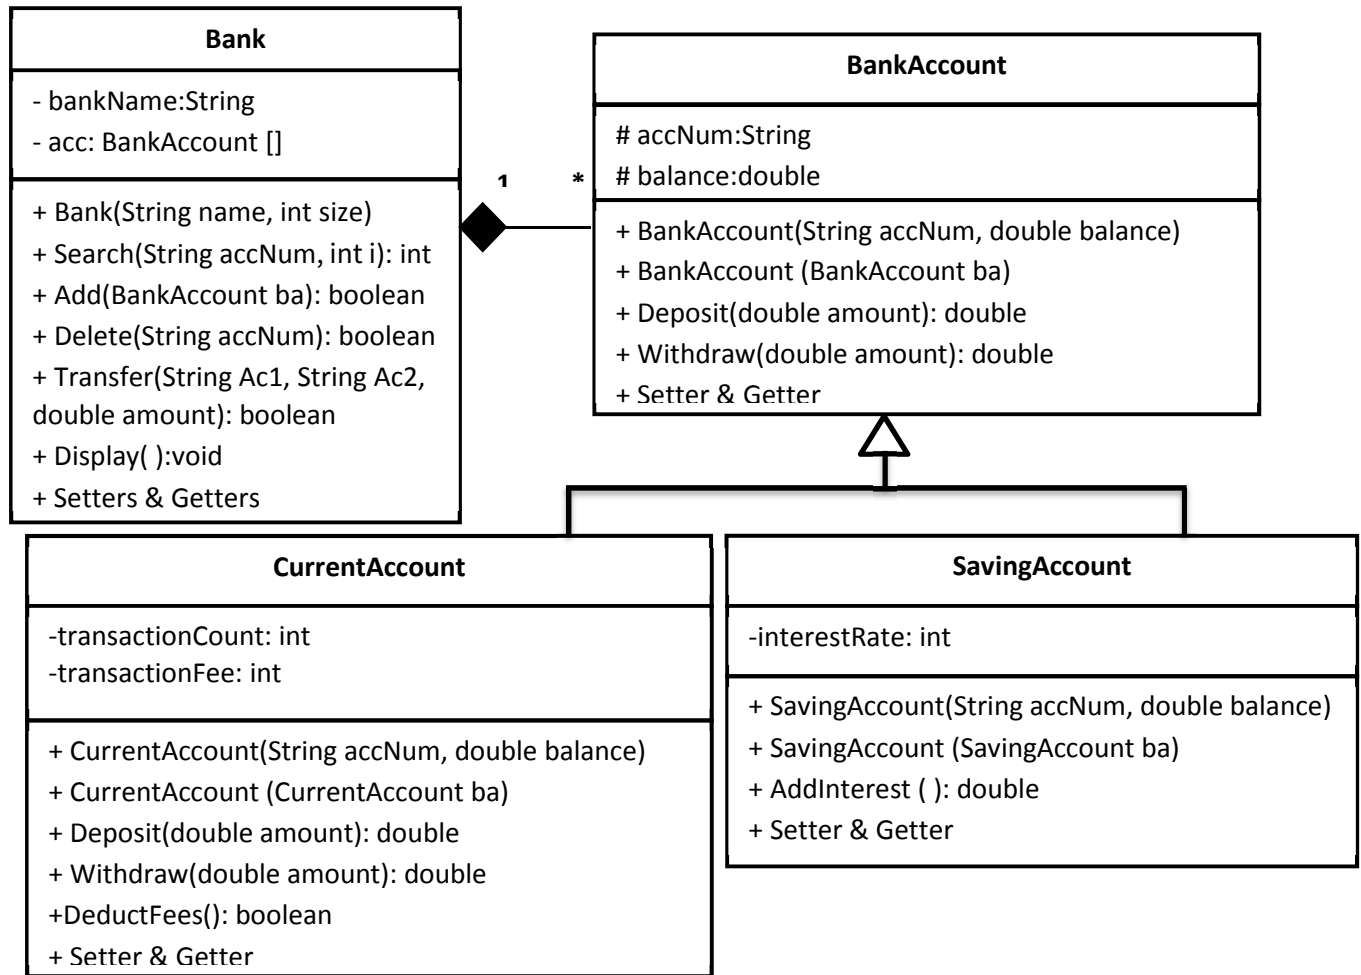 Bank
- bankName:String
- acc: BankAccount []
+ Bank(String name, int size)
+ Search(String accNum, int i): int
+ Add(BankAccount ba): boolean
+ Delete(String accNum): boolean
+ Transfer(String Ac1, String Ac2,
double amount): boolean
+ Display( ):void
+ Setters & Getters
1 *
BankAccount
# accNum:String
# balance:double
+ BankAccount(String accNum, double balance)
+ BankAccount (BankAccount ba)
+ Deposit(double amount): double
+ Withdraw(double amount): double
+ Setter & Getter
CurrentAccount
-transactionCount: int
-transactionFee: int
+ CurrentAccount(String accNum, double balance)
+ CurrentAccount (CurrentAccount ba)
+ Deposit(double amount): double
+ Withdraw(double amount): double
+DeductFees(): boolean
+ Setter & Getter
SavingAccount
-interestRate: int
+ SavingAccount(String accNum, double balance)
+ SavingAccount (SavingAccount ba)
+ AddInterest ( ): double
+ Setter & Getter